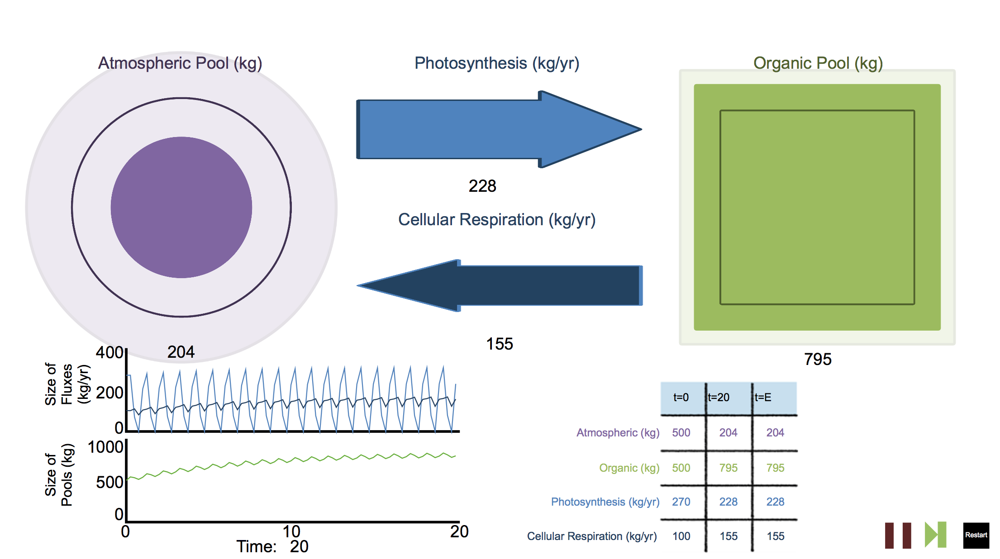 Atmospheric Pool (kg)
Photosynthesis (kg/yr)
Organic Pool (kg)
228
Cellular Respiration (kg/yr)
155
204
795
Size of
Fluxes
(kg/yr)
400
200
0
Size of
Pools (kg)
1000
500
0
0 10 20
Time: 20
t=0 t=20 t=E
Atmospheric (kg) 500 204 204
Organic (kg) 500 795 795
Photosynthesis (kg/yr) 270 228 228
Cellular Respiration (kg/yr) 100 155 155
Restart